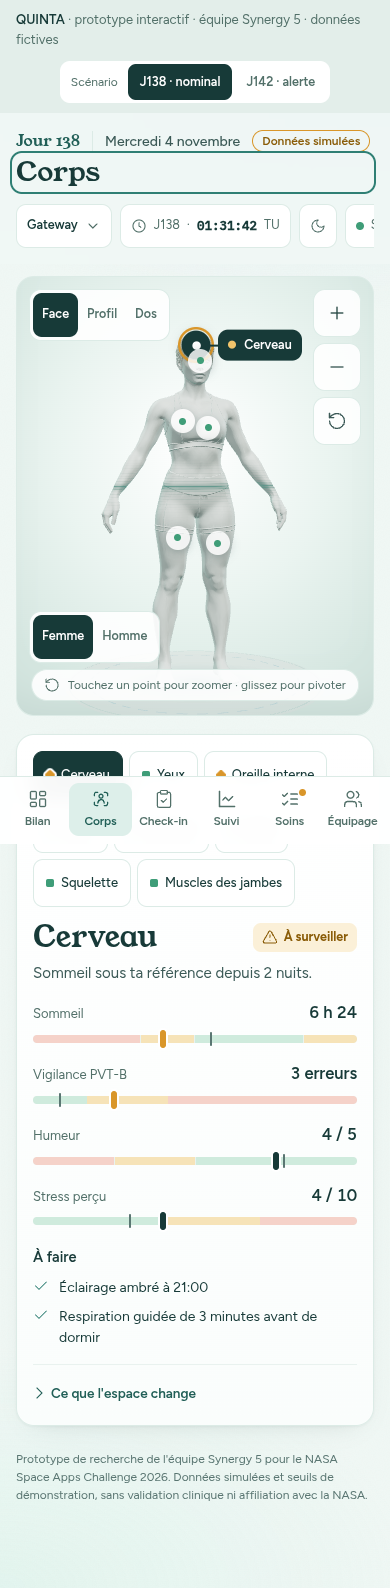 QUINTA · prototype interactif · équipe Synergy 5 · données
fictives
Scénario J138 · nominal J142 · alerte
Jour 138 Mercredi 4 novembre Données simulées
Corps
Gateway J138 · 01:31:42 TU
Face Profil Dos
Cerveau
Femme Homme
Touchez un point pour zoomer · glissez pour pivoter
Cerveau Yeux Oreille interne
Bilan Corps Check-in Suivi Soins Équipage
Squelette Muscles des jambes
Cerveau À surveiller
Sommeil sous ta référence depuis 2 nuits.
Sommeil 6 h 24
Vigilance PVT-B 3 erreurs
Humeur 4 / 5
Stress perçu 4 / 10
À faire
Éclairage ambré à 21:00
Respiration guidée de 3 minutes avant de
dormir
Ce que l'espace change
Prototype de recherche de l'équipe Synergy 5 pour le NASA
Space Apps Challenge 2026. Données simulées et seuils de
démonstration, sans validation clinique ni affiliation avec la NASA.